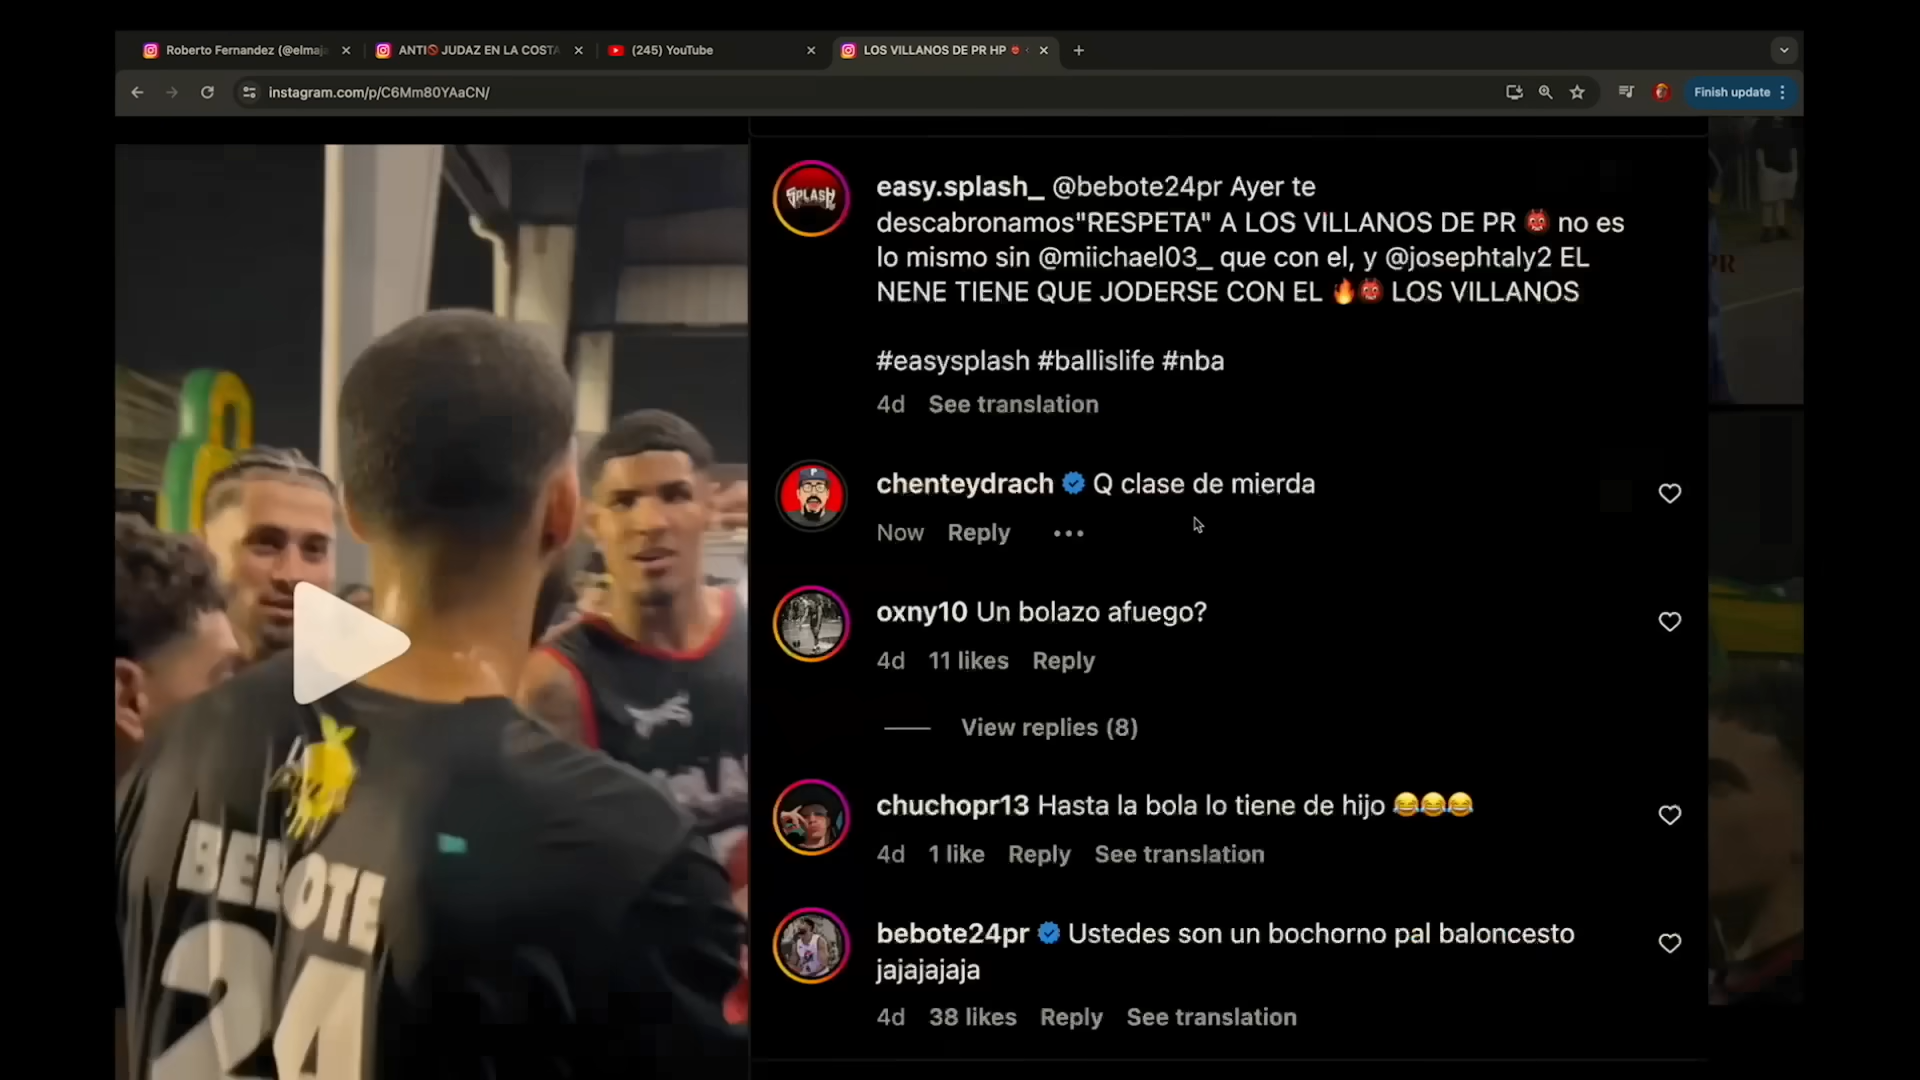 Roberto Fernandez (@elmaja
ANTI🚫 JUDAZ EN LA COSTA
(245) YouTube
LOS VILLANOS DE PR HP 👹
instagram.com/p/C6Mm80YAaCN/
Finish update
SPLASH
easy.splash_ @bebote24pr Ayer te
descabronamos"RESPETA" A LOS VILLANOS DE PR 👹 no es
lo mismo sin @miichael03_ que con el, y @josephtaly2 EL
NENE TIENE QUE JODERSE CON EL 🔥👹 LOS VILLANOS
#easysplash #ballislife #nba
4d See translation
chenteydrach Q clase de mierda
Now Reply •••
oxny10 Un bolazo afuego?
4d 11 likes Reply
View replies (8)
chuchopr13 Hasta la bola lo tiene de hijo 😂😂😂
4d 1 like Reply See translation
bebote24pr Ustedes son un bochorno pal baloncesto
jajajajaja
4d 38 likes Reply See translation
BEBOTE
24
PR